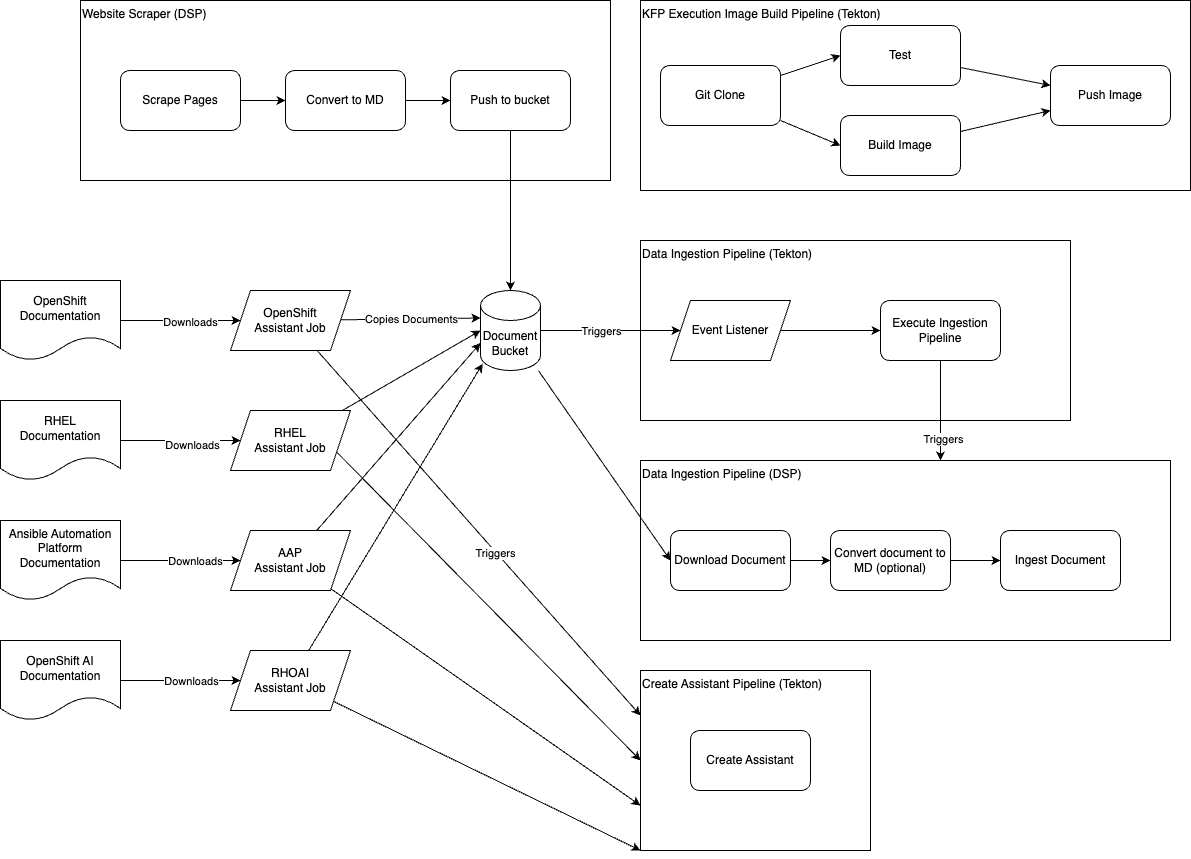 Website Scraper (DSP)
Scrape Pages
Convert to MD
Push to bucket
KFP Execution Image Build Pipeline (Tekton)
Git Clone
Test
Build Image
Push Image
OpenShift
Documentation
Downloads
OpenShift
Assistant Job
Copies Documents
RHEL
Documentation
Downloads
RHEL
Assistant Job
Ansible Automation
Platform
Documentation
Downloads
AAP
Assistant Job
OpenShift AI
Documentation
Downloads
RHOAI
Assistant Job
Document
Bucket
Triggers
Triggers
Data Ingestion Pipeline (Tekton)
Event Listener
Execute Ingestion
Pipeline
Triggers
Data Ingestion Pipeline (DSP)
Download Document
Convert document to
MD (optional)
Ingest Document
Create Assistant Pipeline (Tekton)
Create Assistant